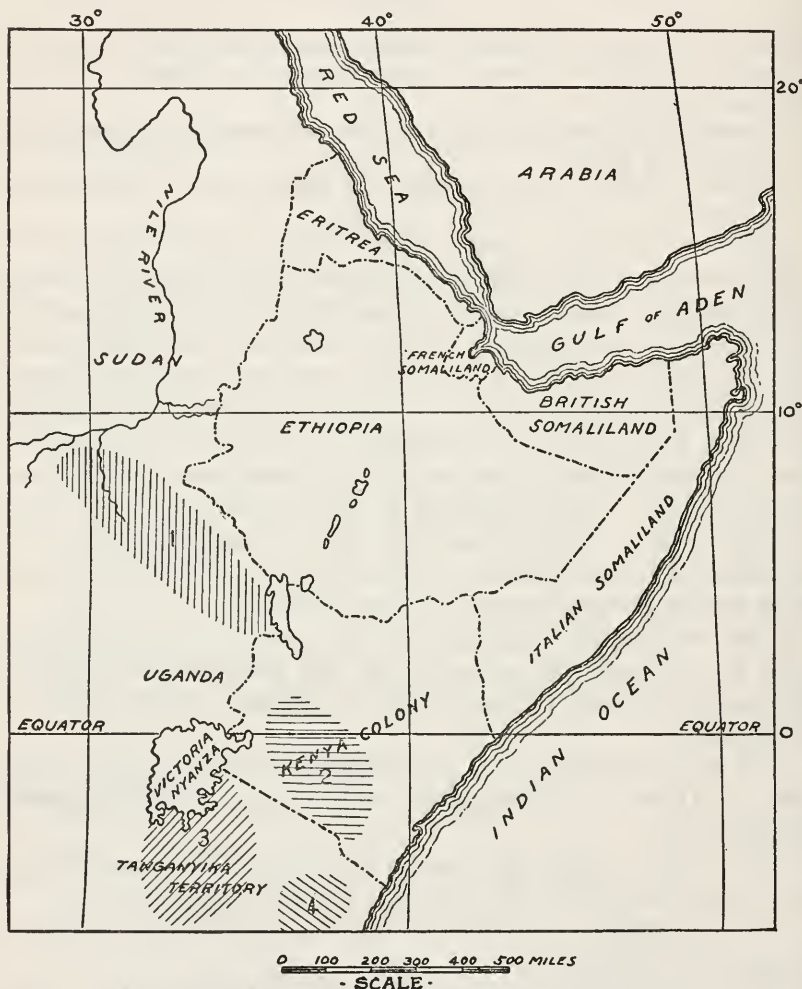 30° 40° 50°
20°
RED SEA
ARABIA
NILE RIVER
ERITREA
GULF OF ADEN
SUDAN
FRENCH
SOMALILAND
10°
BRITISH
SOMALILAND
ETHIOPIA
1
ITALIAN SOMALILAND
UGANDA
INDIAN OCEAN
EQUATOR
EQUATOR 0
KENYA COLONY
2
VICTORIA
NYANZA
3
TANGANYIKA
TERRITORY
4
0 100 200 300 400 500 MILES
- SCALE -